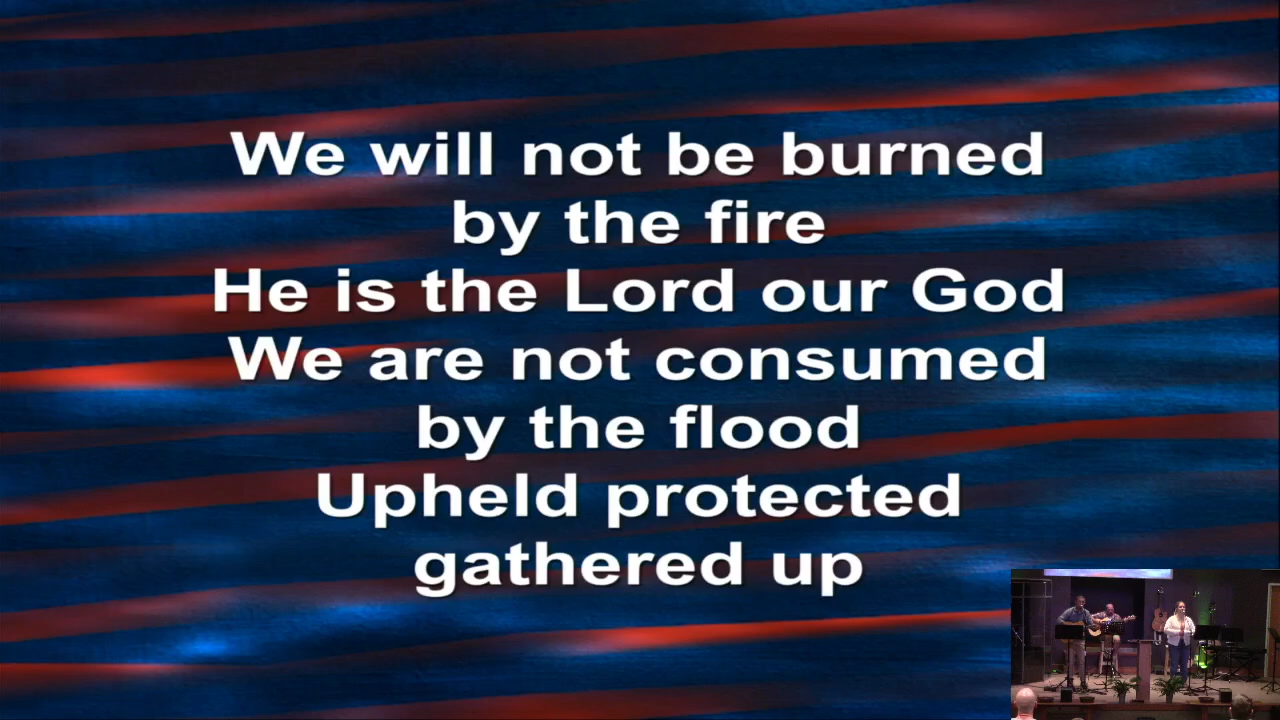 We will not be burned
by the fire
He is the Lord our God
We are not consumed
by the flood
Upheld protected
gathered up